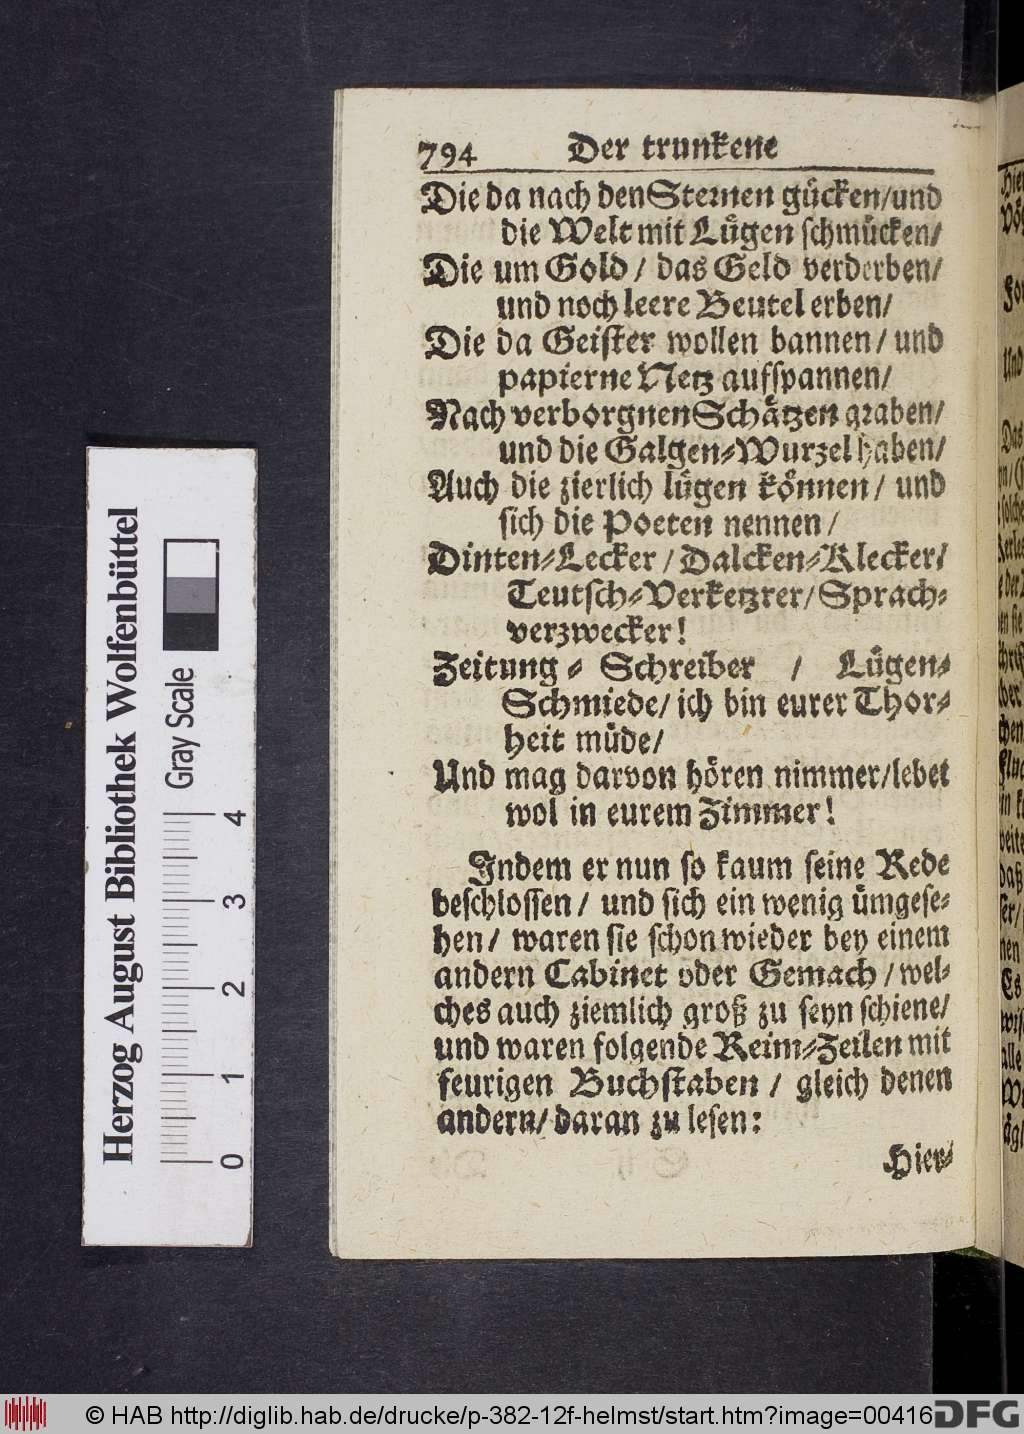 794 Der trunkene
Die da nach den Sternen gücken/und
die Welt mit Lügen schmücken/
Die um Gold / das Geld verderben/
und noch leere Beutel erben/
Die da Geister wollen bannen / und
papierne Netz aufspannen/
Nach verborgnen Schätzen graben/
und die Galgen-Wurzel haben/
Auch die zierlich lügen können / und
sich die Poeten nennen /
Dinten-Lecker / Dalcken-Klecker/
Teutsch-Verketzrer/Sprach-
verzwecker!
Zeitung-Schreiber / Lügen-
Schmiede/ ich bin eurer Thor-
heit müde/
Und mag darvon hören nimmer/lebet
wol in eurem Zimmer!
Indem er nun so kaum seine Rede
beschlossen / und sich ein wenig ümgese-
hen / waren sie schon wieder bey einem
andern Cabinet oder Gemach / wel-
ches auch ziemlich groß zu seyn schiene/
und waren folgende Reim-Zeilen mit
feurigen Buchstaben / gleich denen
andern/ daran zu lesen:
Hier-
Herzog August Bibliothek Wolfenbüttel
Gray Scale
0 1 2 3 4
© HAB http://diglib.hab.de/drucke/p-382-12f-helmst/start.htm?image=00416
DFG